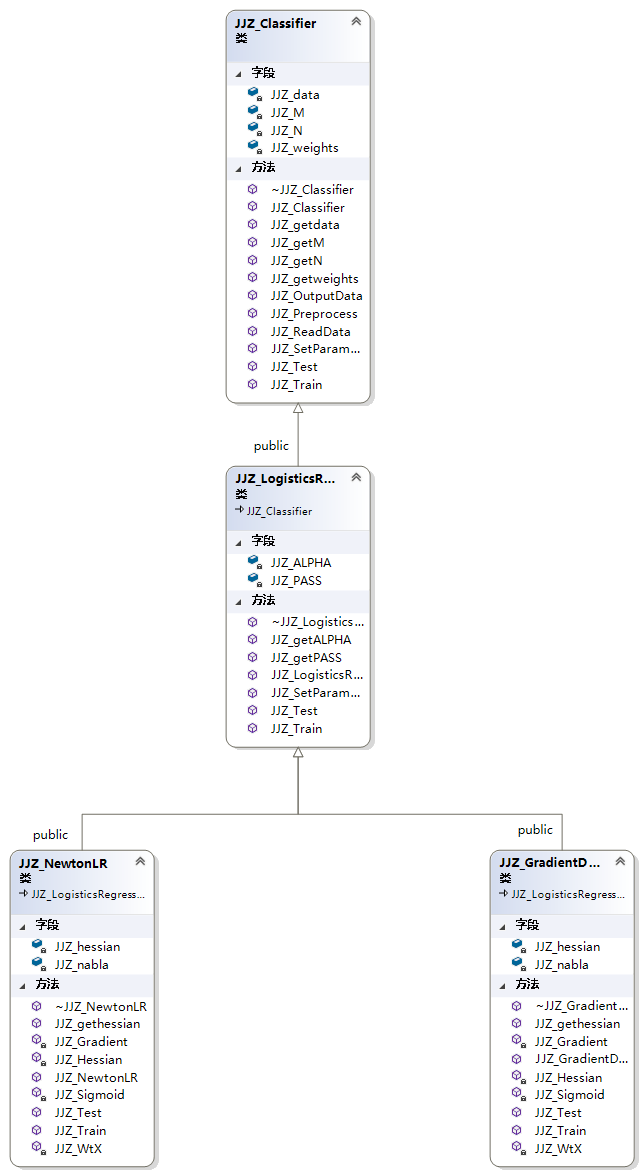 JJZ_Classifier
类
字段
JJZ_data
JJZ_M
JJZ_N
JJZ_weights
方法
~JJZ_Classifier
JJZ_Classifier
JJZ_getdata
JJZ_getM
JJZ_getN
JJZ_getweights
JJZ_OutputData
JJZ_Preprocess
JJZ_ReadData
JJZ_SetParam...
JJZ_Test
JJZ_Train
public
JJZ_LogisticsR...
类
JJZ_Classifier
字段
JJZ_ALPHA
JJZ_PASS
方法
~JJZ_Logistics...
JJZ_getALPHA
JJZ_getPASS
JJZ_LogisticsR...
JJZ_SetParam...
JJZ_Test
JJZ_Train
public
JJZ_NewtonLR
类
JJZ_LogisticsRegress...
字段
JJZ_hessian
JJZ_nabla
方法
~JJZ_NewtonLR
JJZ_gethessian
JJZ_Gradient
JJZ_Hessian
JJZ_NewtonLR
JJZ_Sigmoid
JJZ_Test
JJZ_Train
JJZ_WtX
public
JJZ_GradientD...
类
JJZ_LogisticsRegress...
字段
JJZ_hessian
JJZ_nabla
方法
~JJZ_Gradient...
JJZ_gethessian
JJZ_Gradient
JJZ_GradientD...
JJZ_Hessian
JJZ_Sigmoid
JJZ_Test
JJZ_Train
JJZ_WtX